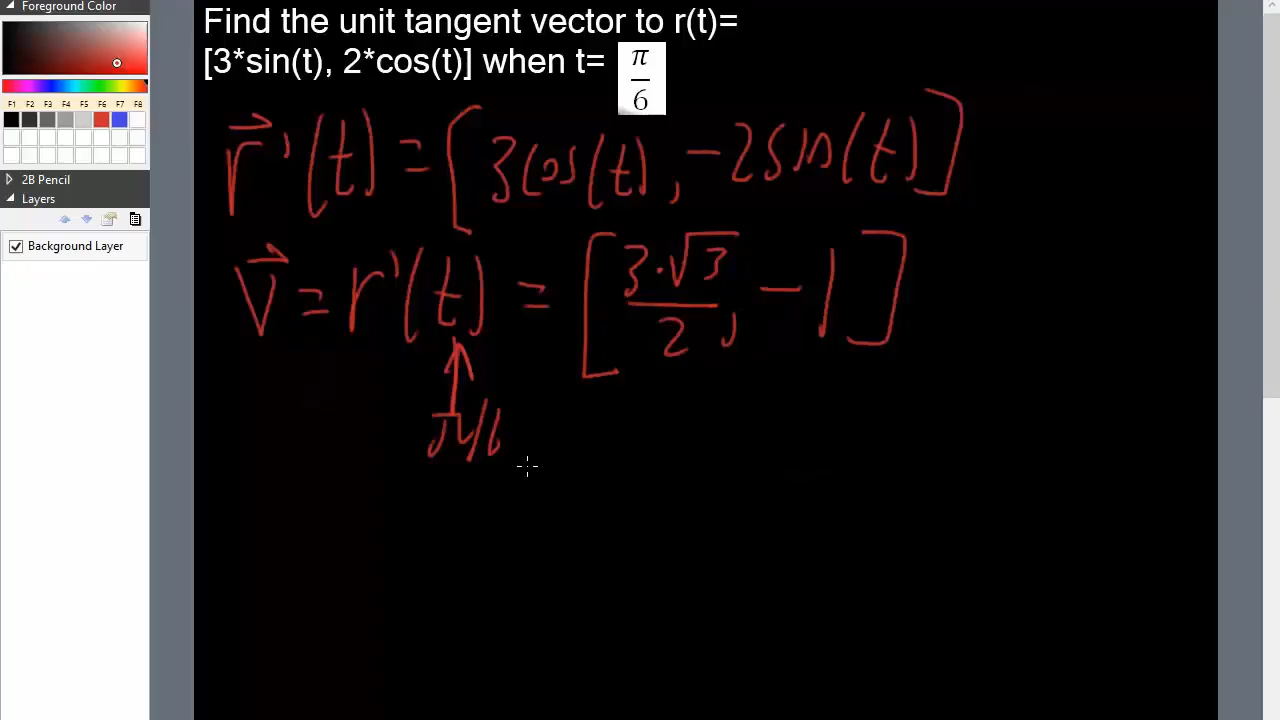 Foreground Color
F1 F2 F3 F4 F5 F6 F7 F8
2B Pencil
Layers
Background Layer
Find the unit tangent vector to r(t)=
[3*sin(t), 2*cos(t)] when t= π/6
r⃗'(t) = [3cos(t), -2sin(t)]
v⃗ = r'(t) = [3·√3/2, -1]
π/6